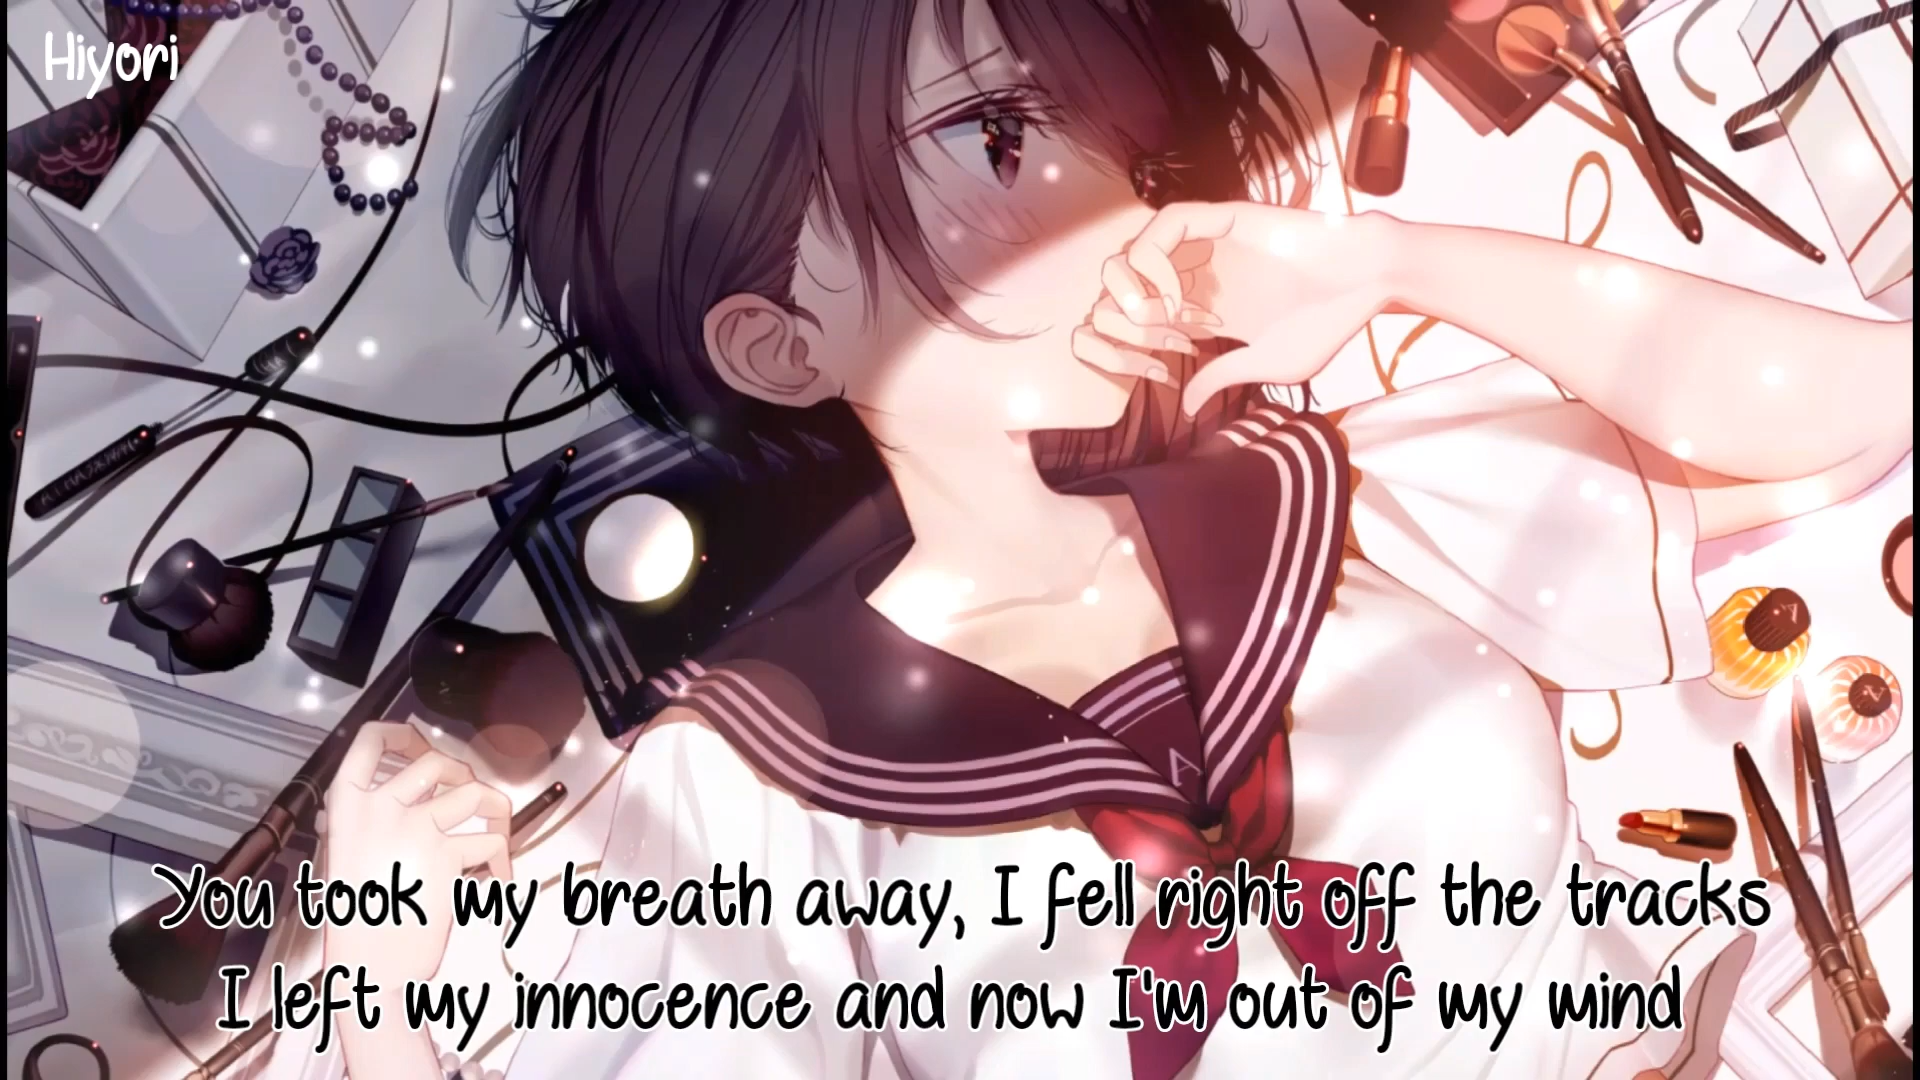 Hiyori
You took my breath away, I fell right off the tracks
I left my innocence and now I'm out of my mind
A
A
A